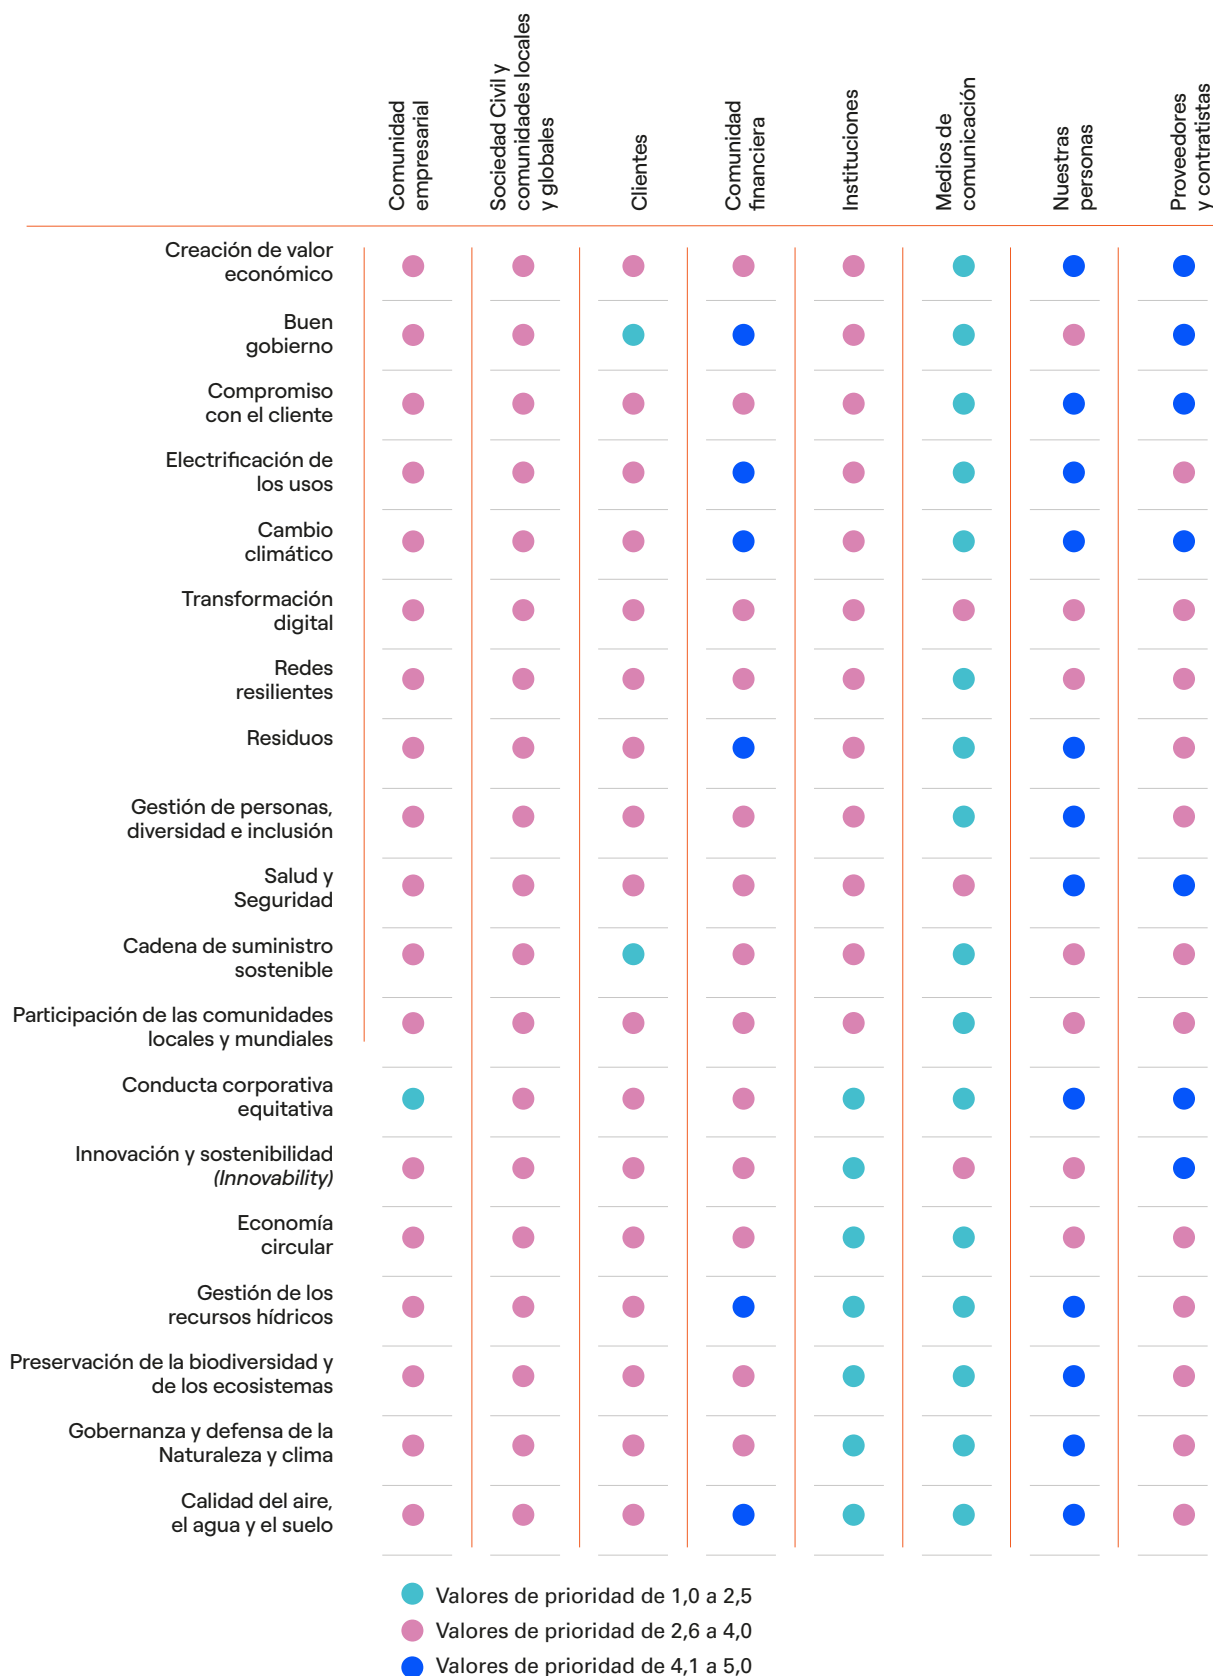 Comunidad
empresarial
Sociedad Civil y
comunidades locales
y globales
Clientes
Comunidad
financiera
Instituciones
Medios de
comunicación
Nuestras
personas
Proveedores
y contratistas
Creación de valor
económico
Buen
gobierno
Compromiso
con el cliente
Electrificación de
los usos
Cambio
climático
Transformación
digital
Redes
resilientes
Residuos
Gestión de personas,
diversidad e inclusión
Salud y
Seguridad
Cadena de suministro
sostenible
Participación de las comunidades
locales y mundiales
Conducta corporativa
equitativa
Innovación y sostenibilidad
(Innovability)
Economía
circular
Gestión de los
recursos hídricos
Preservación de la biodiversidad y
de los ecosistemas
Gobernanza y defensa de la
Naturaleza y clima
Calidad del aire,
el agua y el suelo
Valores de prioridad de 1,0 a 2,5
Valores de prioridad de 2,6 a 4,0
Valores de prioridad de 4,1 a 5,0